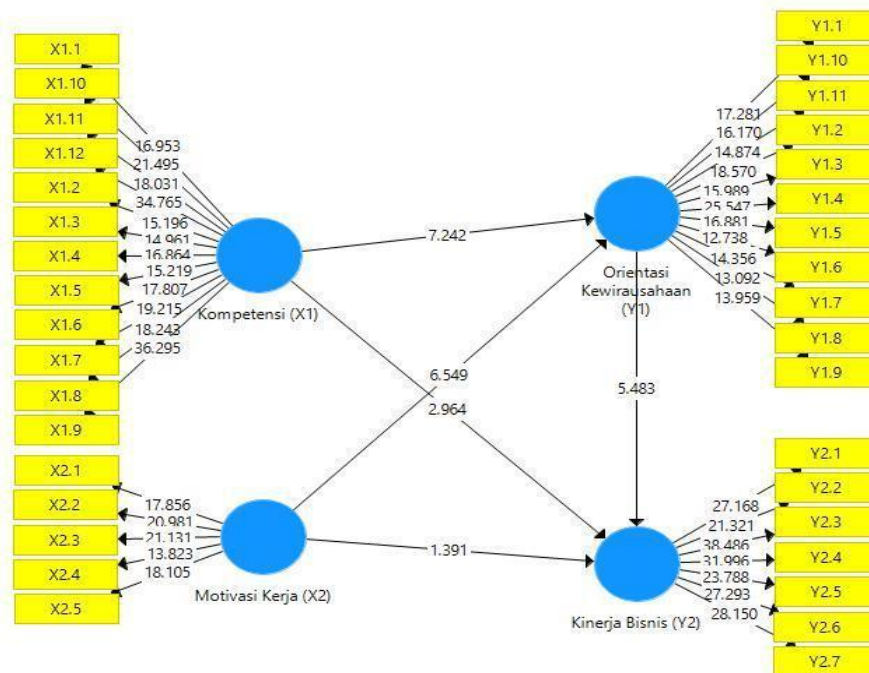 X1.1
X1.10
X1.11
X1.12
X1.2
X1.3
X1.4
X1.5
X1.6
X1.7
X1.8
X1.9
16.953
21.495
18.031
34.765
15.196
14.961
16.864
15.219
17.807
19.215
18.243
36.295
Kompetensi (X1)
X2.1
X2.2
X2.3
X2.4
X2.5
17.856
20.981
21.131
13.823
18.105
Motivasi Kerja (X2)
7.242
6.549
2.964
1.391
5.483
Orientasi
Kewirausahaan
(Y1)
17.281
16.170
14.874
18.570
15.989
25.547
16.881
12.738
14.356
13.092
13.959
Y1.1
Y1.10
Y1.11
Y1.2
Y1.3
Y1.4
Y1.5
Y1.6
Y1.7
Y1.8
Y1.9
Kinerja Bisnis (Y2)
27.168
21.321
38.486
31.996
23.788
27.293
28.150
Y2.1
Y2.2
Y2.3
Y2.4
Y2.5
Y2.6
Y2.7